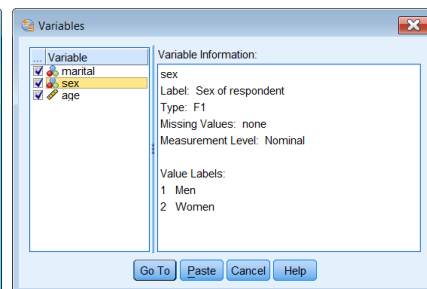 Variables
... Variable
marital
sex
age
Variable Information:
sex
Label: Sex of respondent
Type: F1
Missing Values: none
Measurement Level: Nominal
Value Labels:
1 Men
2 Women
Go To Paste Cancel Help